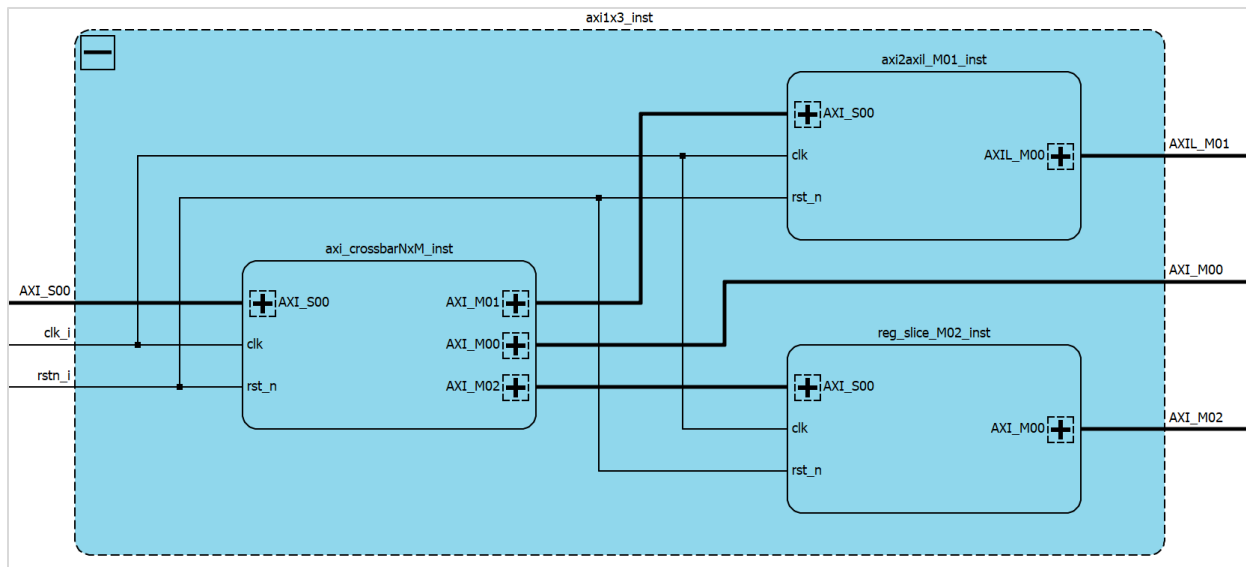 axi1x3_inst
axi2axil_M01_inst
AXI_S00
clk
AXIL_M00
rst_n
AXIL_M01
axi_crossbarNxM_inst
AXI_S00
clk_i
rstn_i
AXI_S00
clk
rst_n
AXI_M01
AXI_M00
AXI_M02
AXI_M00
reg_slice_M02_inst
AXI_S00
clk
rst_n
AXI_M00
AXI_M02